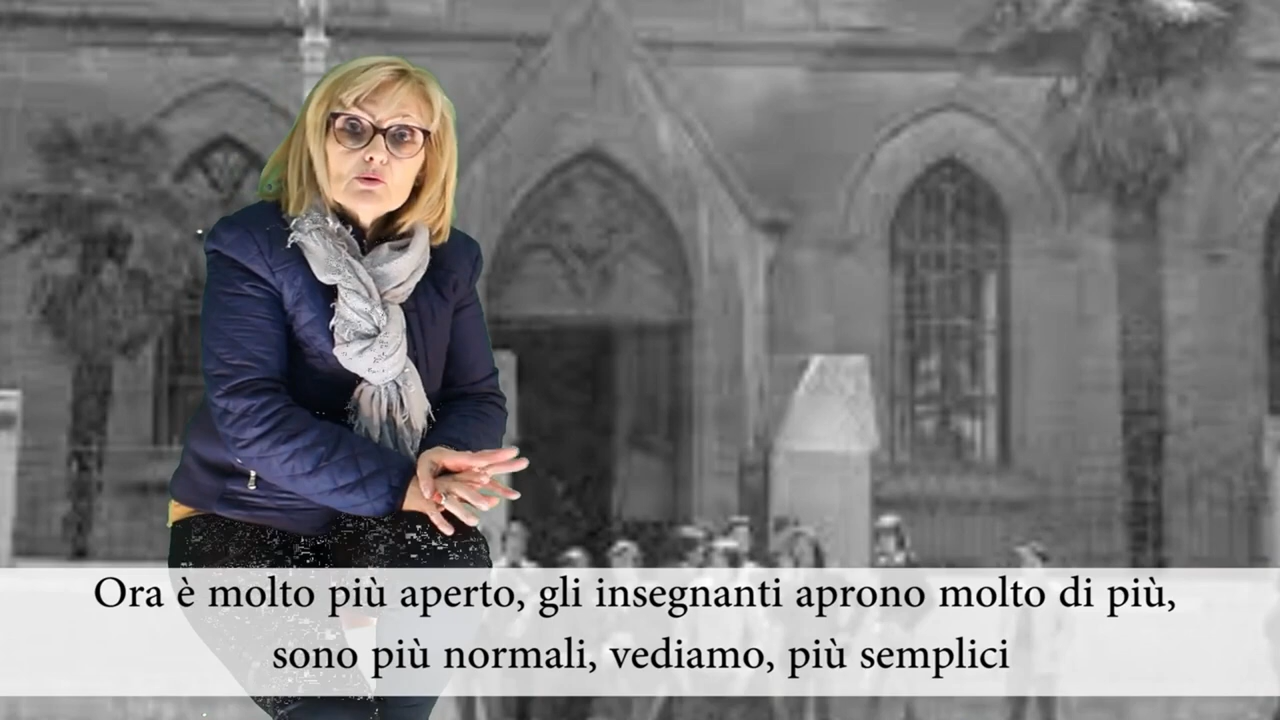 Ora è molto più aperto, gli insegnanti aprono molto di più,
sono più normali, vediamo, più semplici